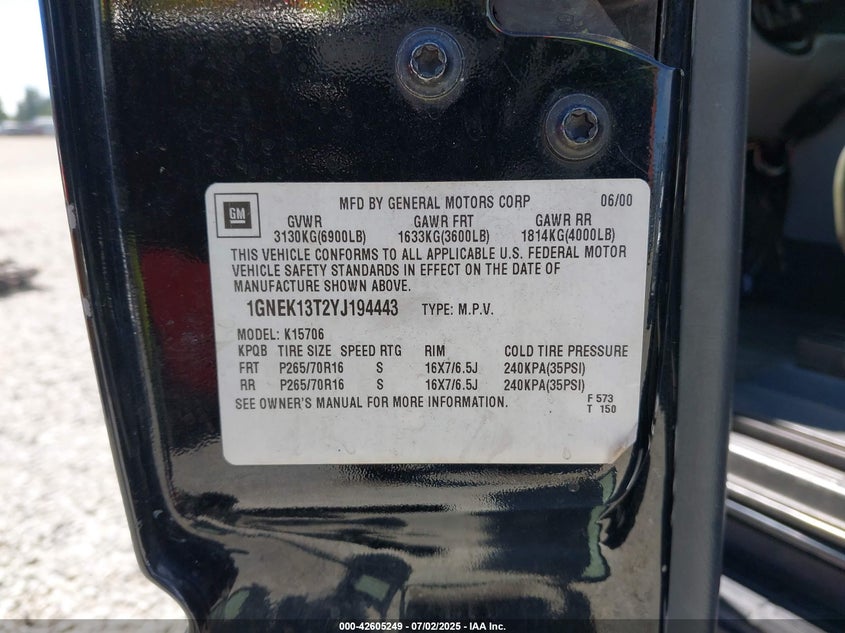 GM
MFD BY GENERAL MOTORS CORP 06/00
GVWR GAWR FRT GAWR RR
3130KG(6900LB) 1633KG(3600LB) 1814KG(4000LB)
THIS VEHICLE CONFORMS TO ALL APPLICABLE U.S. FEDERAL MOTOR
VEHICLE SAFETY STANDARDS IN EFFECT ON THE DATE OF
MANUFACTURE SHOWN ABOVE.
1GNEK13T2YJ194443 TYPE: M.P.V.
MODEL: K15706
KPQB TIRE SIZE SPEED RTG RIM COLD TIRE PRESSURE
FRT P265/70R16 S 16X7/6.5J 240KPA(35PSI)
RR P265/70R16 S 16X7/6.5J 240KPA(35PSI)
SEE OWNER'S MANUAL FOR MORE INFORMATION. F 573
T 150
000-42605249 - 07/02/2025 - IAA Inc.